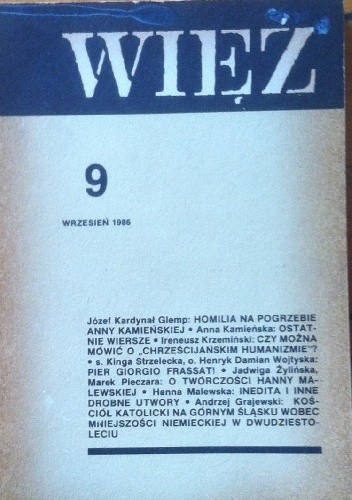 WIĘŹ
9
WRZESIEŃ 1986
Józef Kardynał Glemp: HOMILIA NA POGRZEBIE
ANNY KAMIEŃSKIEJ • Anna Kamieńska: OSTAT-
NIE WIERSZE • Ireneusz Krzemiński: CZY MOŻNA
MÓWIĆ O „CHRZEŚCIJAŃSKIM HUMANIZMIE"?
• s. Kinga Strzelecka, o. Henryk Damian Wojtyska:
PIER GIORGIO FRASSATI • Jadwiga Żylińska,
Marek Pieczara: O TWÓRCZOŚCI HANNY MA-
LEWSKIEJ • Hanna Malewska: INEDITA I INNE
DROBNE UTWORY • Andrzej Grajewski: KOŚ-
CIÓŁ KATOLICKI NA GÓRNYM ŚLĄSKU WOBEC
MNIEJSZOŚCI NIEMIECKIEJ W DWUDZIESTO-
LECIU